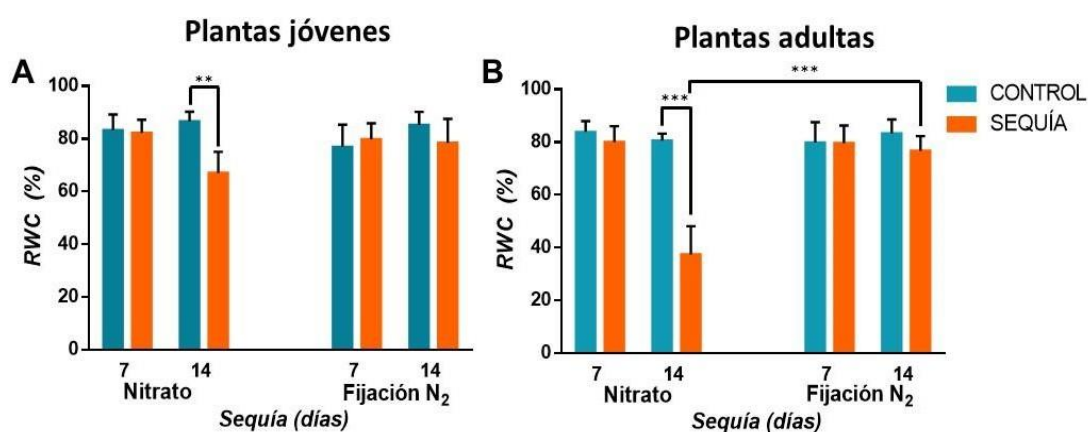 Plantas jóvenes
A
**
100
80
60
40
20
0
RWC (%)
7 14 7 14
Nitrato Fijación N2
Sequía (días)
Plantas adultas
B
***
***
100
80
60
40
20
0
RWC (%)
7 14 7 14
Nitrato Fijación N2
Sequía (días)
CONTROL
SEQUÍA